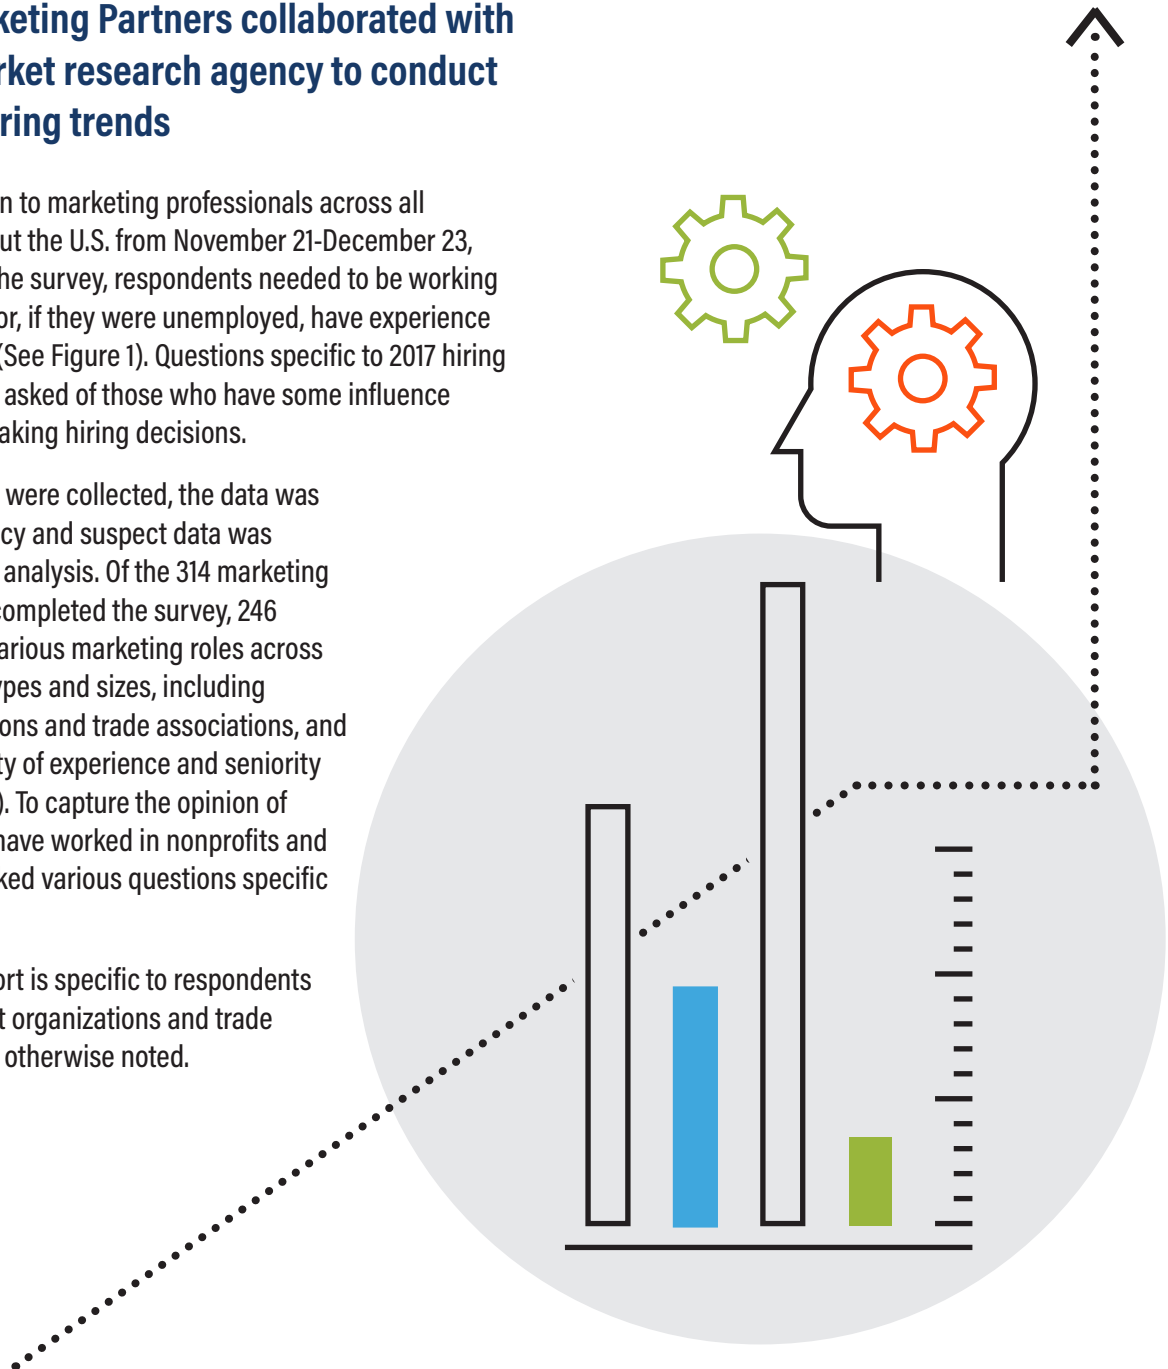 keting Partners collaborated with
rket research agency to conduct
ring trends
n to marketing professionals across all
ut the U.S. from November 21-December 23,
he survey, respondents needed to be working
or, if they were unemployed, have experience
(See Figure 1). Questions specific to 2017 hiring
asked of those who have some influence
aking hiring decisions.
were collected, the data was
cy and suspect data was
analysis. Of the 314 marketing
completed the survey, 246
arious marketing roles across
ypes and sizes, including
ons and trade associations, and
ty of experience and seniority
). To capture the opinion of
have worked in nonprofits and
ked various questions specific
ort is specific to respondents
t organizations and trade
otherwise noted.